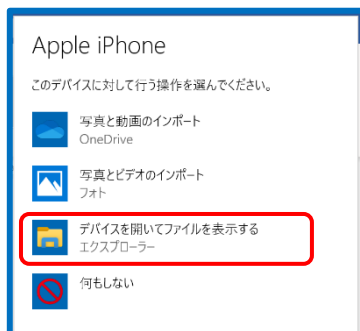 Apple iPhone
このデバイスに対して行う操作を選んでください。
写真と動画のインポート
OneDrive
写真とビデオのインポート
フォト
デバイスを開いてファイルを表示する
エクスプローラー
何もしない